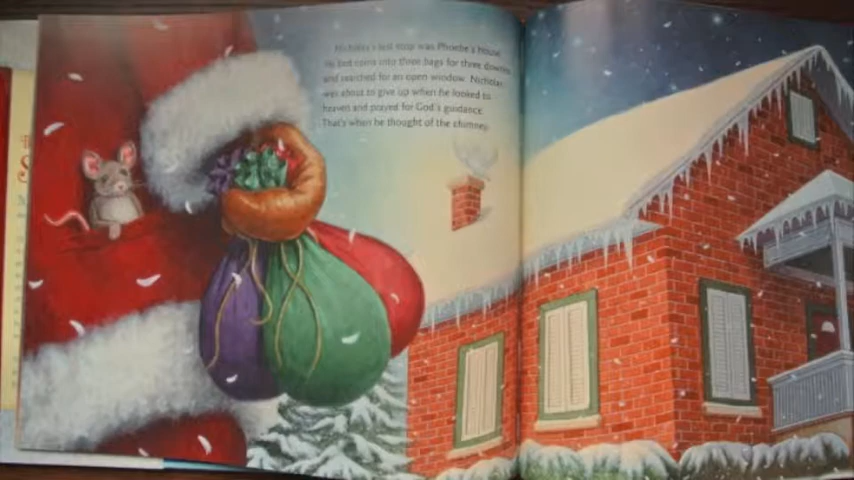 Nicholas's last stop was Phoebe's house.
He tied coins into three bags for three dowries
and searched for an open window. Nicholas
was about to give up when he looked to
heaven and prayed for God's guidance.
That's when he thought of the chimney.